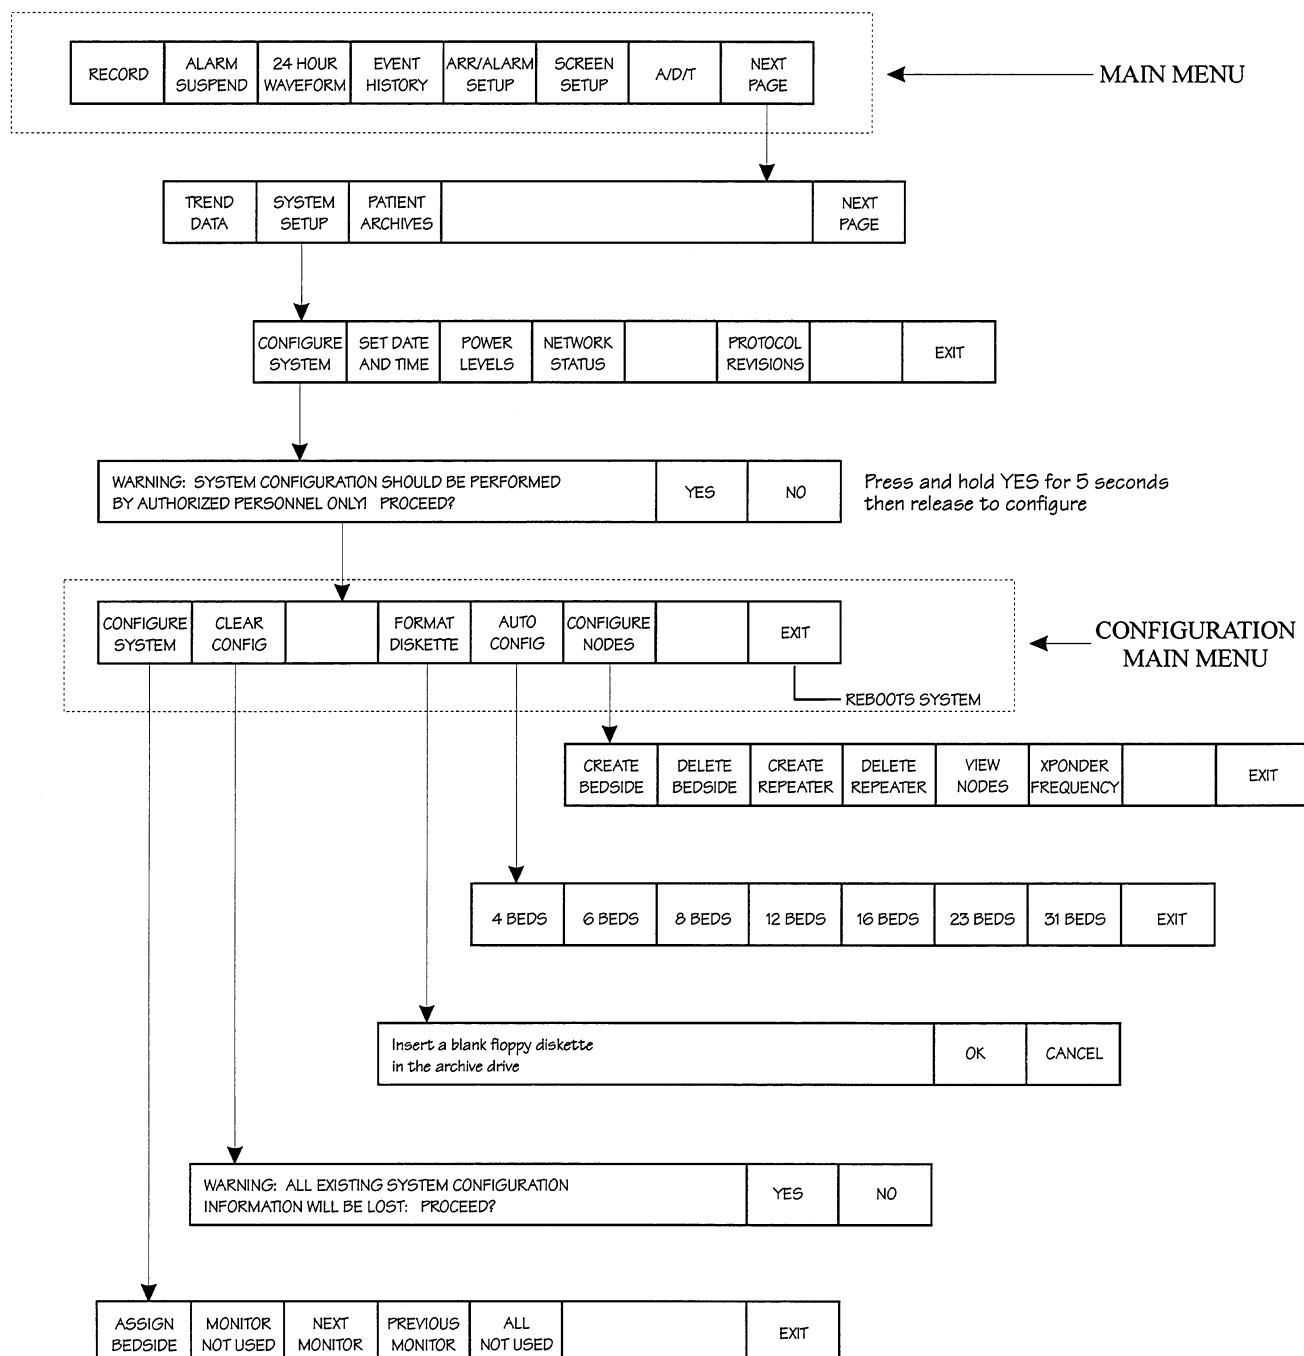 RECORD
ALARM
SUSPEND
24 HOUR
WAVEFORM
EVENT
HISTORY
ARR/ALARM
SETUP
SCREEN
SETUP
A/D/T
NEXT
PAGE
MAIN MENU
TREND
DATA
SYSTEM
SETUP
PATIENT
ARCHIVES
NEXT
PAGE
CONFIGURE
SYSTEM
SET DATE
AND TIME
POWER
LEVELS
NETWORK
STATUS
PROTOCOL
REVISIONS
EXIT
WARNING: SYSTEM CONFIGURATION SHOULD BE PERFORMED
BY AUTHORIZED PERSONNEL ONLY! PROCEED?
YES
NO
Press and hold YES for 5 seconds
then release to configure
CONFIGURE
SYSTEM
CLEAR
CONFIG
FORMAT
DISKETTE
AUTO
CONFIG
CONFIGURE
NODES
EXIT
CONFIGURATION
MAIN MENU
REBOOTS SYSTEM
CREATE
BEDSIDE
DELETE
BEDSIDE
CREATE
REPEATER
DELETE
REPEATER
VIEW
NODES
XPONDER
FREQUENCY
EXIT
4 BEDS
6 BEDS
8 BEDS
12 BEDS
16 BEDS
23 BEDS
31 BEDS
EXIT
Insert a blank floppy diskette
in the archive drive
OK
CANCEL
WARNING: ALL EXISTING SYSTEM CONFIGURATION
INFORMATION WILL BE LOST: PROCEED?
YES
NO
ASSIGN
BEDSIDE
MONITOR
NOT USED
NEXT
MONITOR
PREVIOUS
MONITOR
ALL
NOT USED
EXIT